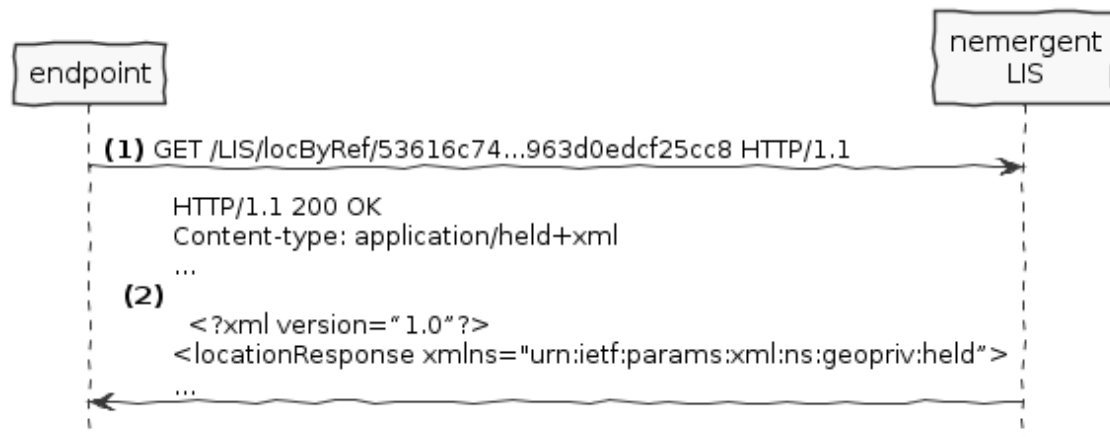 endpoint
nemergent
LIS
(1) GET /LIS/locByRef/53616c74...963d0edcf25cc8 HTTP/1.1
HTTP/1.1 200 OK
Content-type: application/held+xml
...
(2)
<?xml version=“1.0”?>
<locationResponse xmlns="urn:ietf:params:xml:ns:geopriv:held”>
...